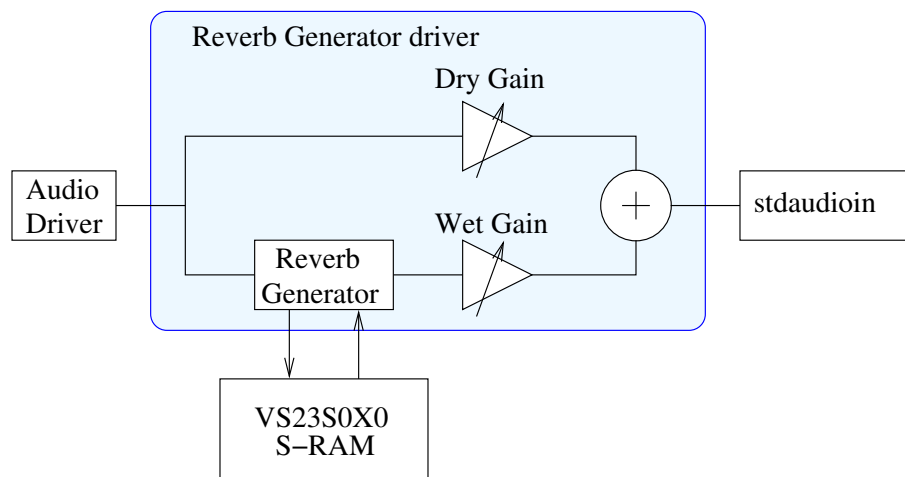 Reverb Generator driver
Dry Gain
Audio
Driver
stdaudioin
Wet Gain
Reverb
Generator
VS23S0X0
S−RAM